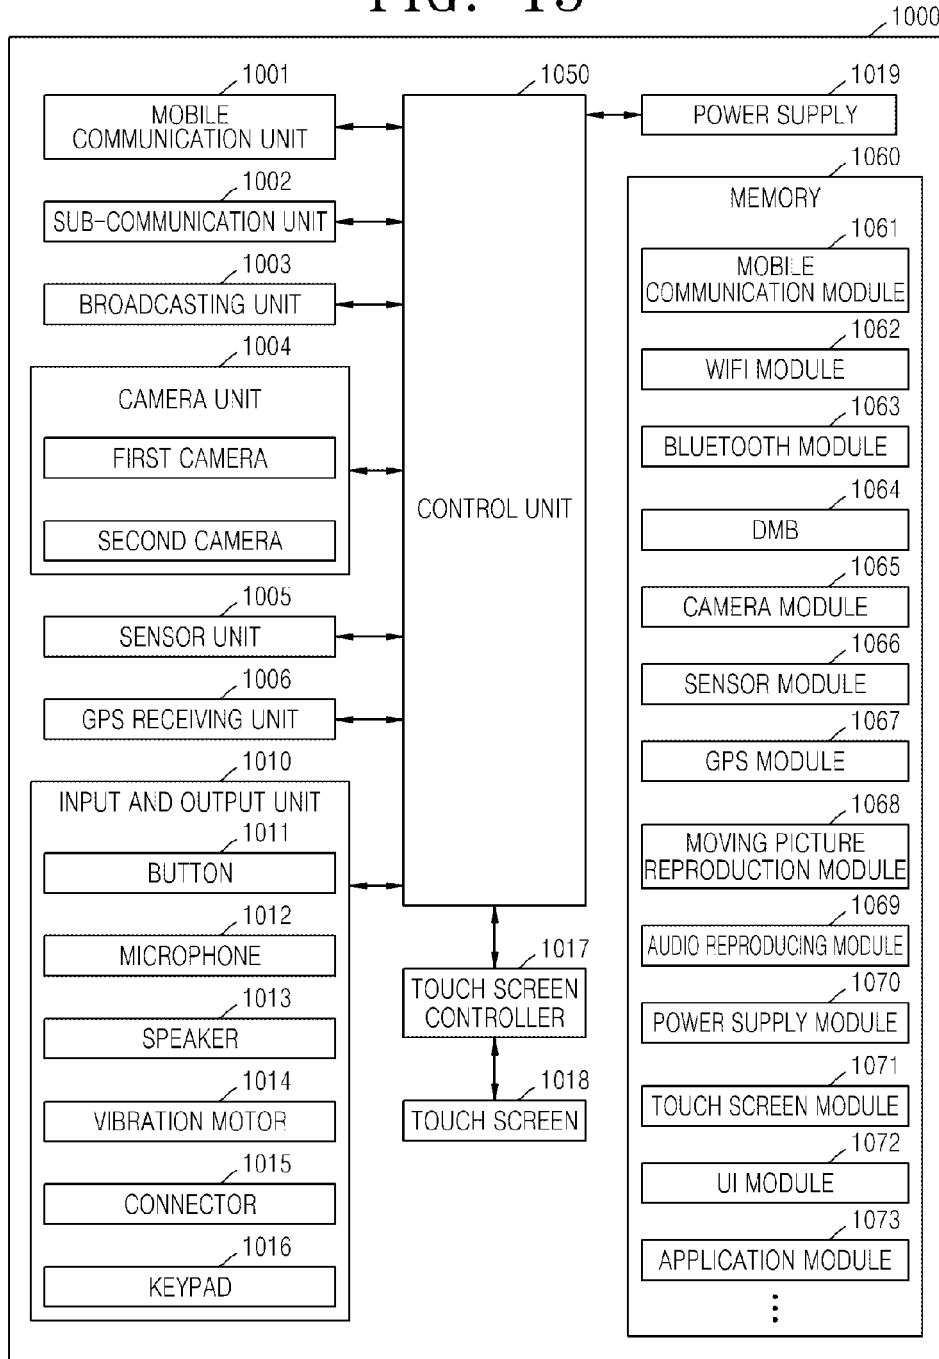 FIG. 15
1000
1001
MOBILE
COMMUNICATION UNIT
1002
SUB-COMMUNICATION UNIT
1003
BROADCASTING UNIT
1004
CAMERA UNIT
FIRST CAMERA
SECOND CAMERA
1005
SENSOR UNIT
1006
GPS RECEIVING UNIT
1010
INPUT AND OUTPUT UNIT
1011
BUTTON
1012
MICROPHONE
1013
SPEAKER
1014
VIBRATION MOTOR
1015
CONNECTOR
1016
KEYPAD
1050
CONTROL UNIT
1017
TOUCH SCREEN
CONTROLLER
1018
TOUCH SCREEN
1019
POWER SUPPLY
1060
MEMORY
1061
MOBILE
COMMUNICATION MODULE
1062
WIFI MODULE
1063
BLUETOOTH MODULE
1064
DMB
1065
CAMERA MODULE
1066
SENSOR MODULE
1067
GPS MODULE
1068
MOVING PICTURE
REPRODUCTION MODULE
1069
AUDIO REPRODUCING MODULE
1070
POWER SUPPLY MODULE
1071
TOUCH SCREEN MODULE
1072
UI MODULE
1073
APPLICATION MODULE